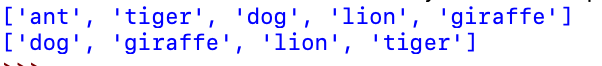 ['ant', 'tiger', 'dog', 'lion', 'giraffe']
['dog', 'giraffe', 'lion', 'tiger']